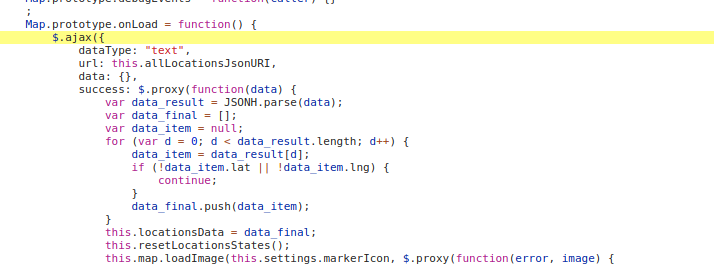 Map.prototype.debugEvents = function(caller) {}
;
Map.prototype.onLoad = function() {
$.ajax({
dataType: "text",
url: this.allLocationsJsonURI,
data: {},
success: $.proxy(function(data) {
var data_result = JSONH.parse(data);
var data_final = [];
var data_item = null;
for (var d = 0; d < data_result.length; d++) {
data_item = data_result[d];
if (!data_item.lat || !data_item.lng) {
continue;
}
data_final.push(data_item);
}
this.locationsData = data_final;
this.resetLocationsStates();
this.map.loadImage(this.settings.markerIcon, $.proxy(function(error, image) {